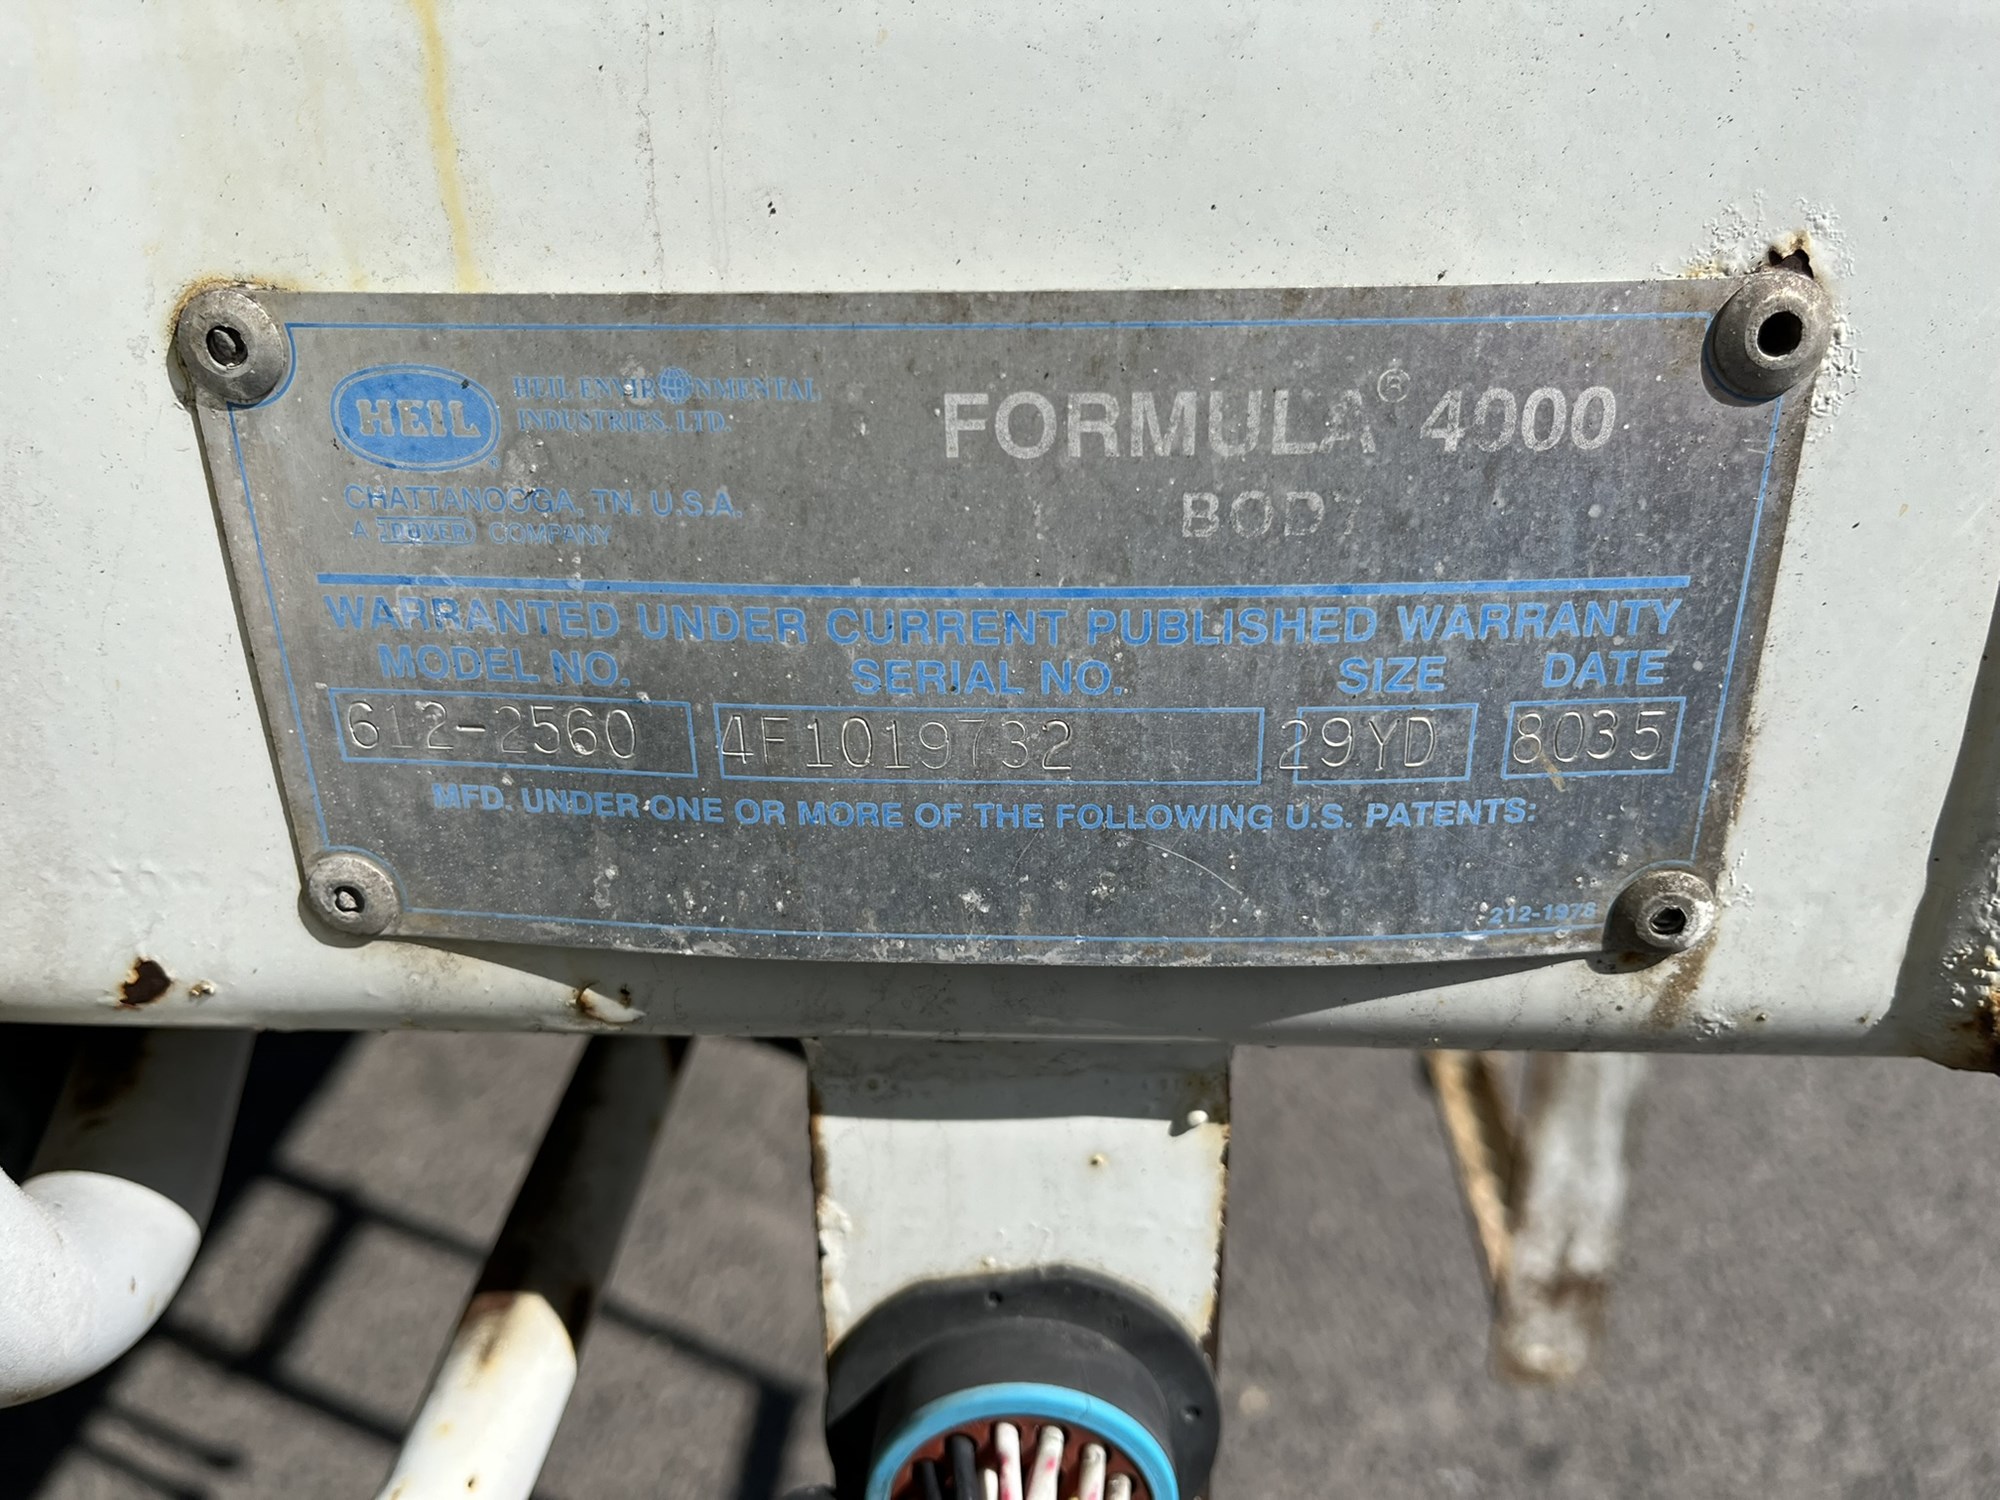 HEIL HEIL ENVIRONMENTAL
INDUSTRIES, LTD.
CHATTANOOGA, TN. U.S.A.
A DOVER COMPANY
FORMULA® 4000
BODY
WARRANTED UNDER CURRENT PUBLISHED WARRANTY
MODEL NO. SERIAL NO. SIZE DATE
612-2560 4F1019732 29YD 8035
MFD. UNDER ONE OR MORE OF THE FOLLOWING U.S. PATENTS:
212-1976